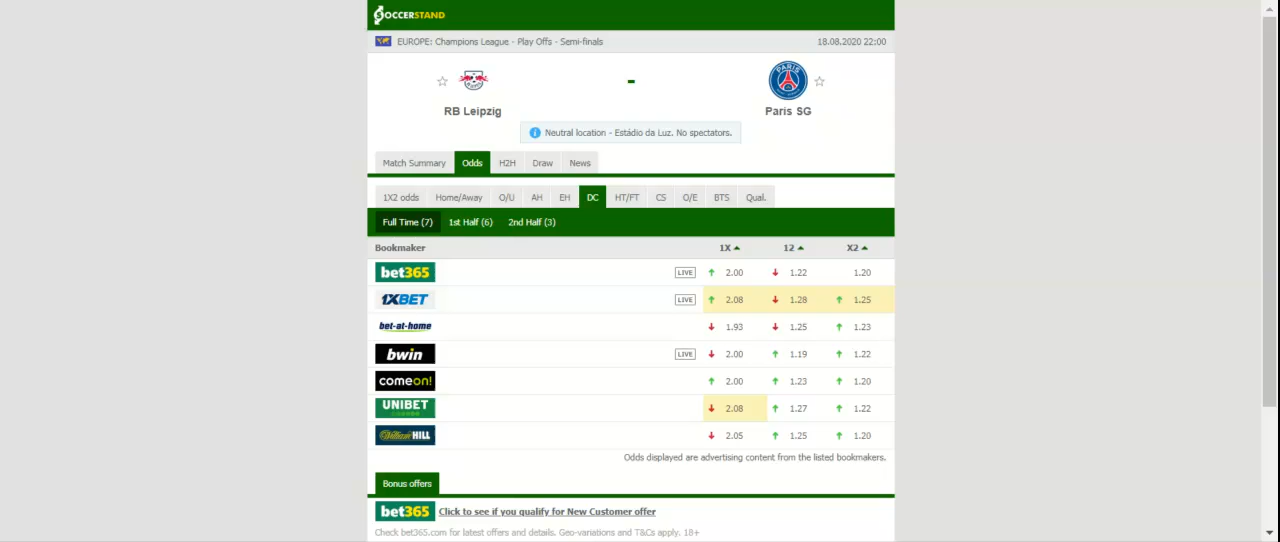 SOCCERSTAND
EUROPE: Champions League - Play Offs - Semi-finals 18.08.2020 22:00
-
PARIS
RB Leipzig Paris SG
Neutral location - Estádio da Luz. No spectators.
Match Summary Odds H2H Draw News
1X2 odds Home/Away O/U AH EH DC HT/FT CS O/E BTS Qual.
Full Time (7) 1st Half (6) 2nd Half (3)
Bookmaker 1X 12 X2
bet365 LIVE 2.00 1.22 1.20
1XBET LIVE 2.08 1.28 1.25
bet-at-home 1.93 1.25 1.23
bwin LIVE 2.00 1.19 1.22
comeon! 2.00 1.23 1.20
UNIBET 2.08 1.27 1.22
William HILL 2.05 1.25 1.20
Odds displayed are advertising content from the listed bookmakers.
Bonus offers
bet365 Click to see if you qualify for New Customer offer
Check bet365.com for latest offers and details. Geo-variations and T&Cs apply. 18+